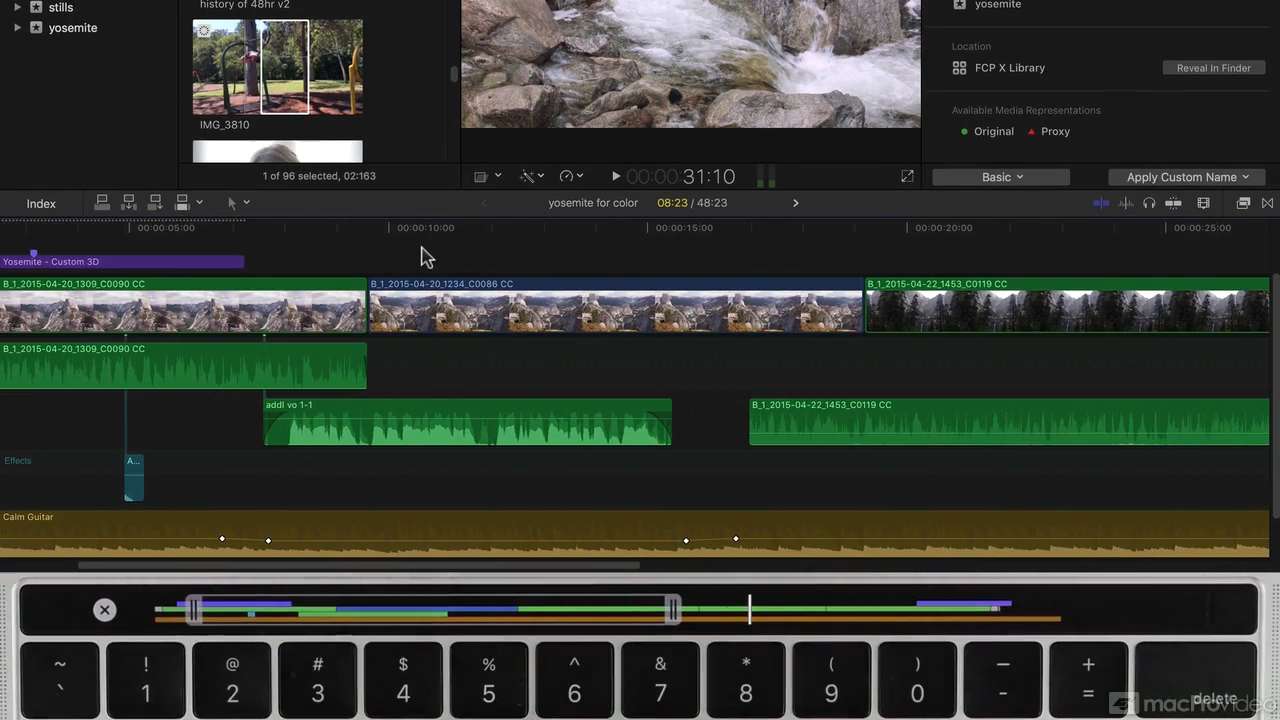 stills
yosemite
history of 48hr v2
IMG_3810
1 of 96 selected, 02:163
00:00:31:10
yosemite
Location
FCP X Library
Reveal In Finder
Available Media Representations
Original Proxy
Basic
Apply Custom Name
Index
yosemite for color
08:23 / 48:23
00:00:05:00
00:00:10:00
00:00:15:00
00:00:20:00
00:00:25:00
Yosemite - Custom 3D
B_1_2015-04-20_1309_C0090 CC
B_1_2015-04-20_1234_C0086 CC
B_1_2015-04-22_1453_C0119 CC
B_1_2015-04-20_1309_C0090 CC
addl vo 1-1
B_1_2015-04-22_1453_C0119 CC
Effects
A...
Calm Guitar
~ ! @ # $ % ^ & * ( ) — +
` 1 2 3 4 5 6 7 8 9 0 - =
delete